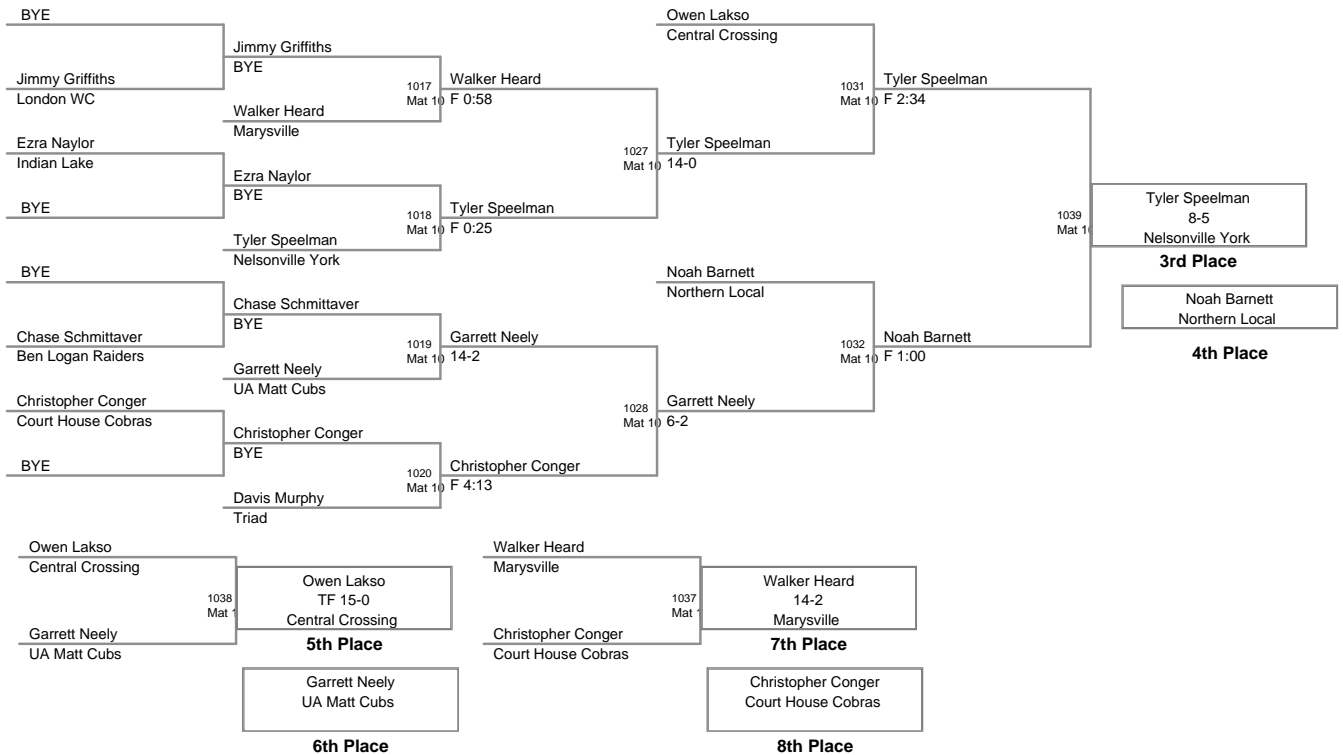 BYE
Jimmy Griffiths
BYE
Jimmy Griffiths
London WC
1017
Mat 10
Walker Heard
F 0:58
Walker Heard
Marysville
Ezra Naylor
Indian Lake
Ezra Naylor
BYE
BYE
1018
Mat 10
Tyler Speelman
F 0:25
Tyler Speelman
Nelsonville York
1027
Mat 10
Tyler Speelman
14-0
Owen Lakso
Central Crossing
1031
Mat 10
Tyler Speelman
F 2:34
BYE
Chase Schmittaver
BYE
Chase Schmittaver
Ben Logan Raiders
1019
Mat 10
Garrett Neely
14-2
Garrett Neely
UA Matt Cubs
Christopher Conger
Court House Cobras
Christopher Conger
BYE
BYE
1020
Mat 10
Christopher Conger
F 4:13
Davis Murphy
Triad
1028
Mat 10
Garrett Neely
6-2
Noah Barnett
Northern Local
1032
Mat 10
Noah Barnett
F 1:00
1039
Mat 1
Tyler Speelman
8-5
Nelsonville York
3rd Place
Noah Barnett
Northern Local
4th Place
Owen Lakso
Central Crossing
1038
Mat 1
Garrett Neely
UA Matt Cubs
Owen Lakso
TF 15-0
Central Crossing
5th Place
Garrett Neely
UA Matt Cubs
6th Place
Walker Heard
Marysville
1037
Mat 1
Christopher Conger
Court House Cobras
Walker Heard
14-2
Marysville
7th Place
Christopher Conger
Court House Cobras
8th Place